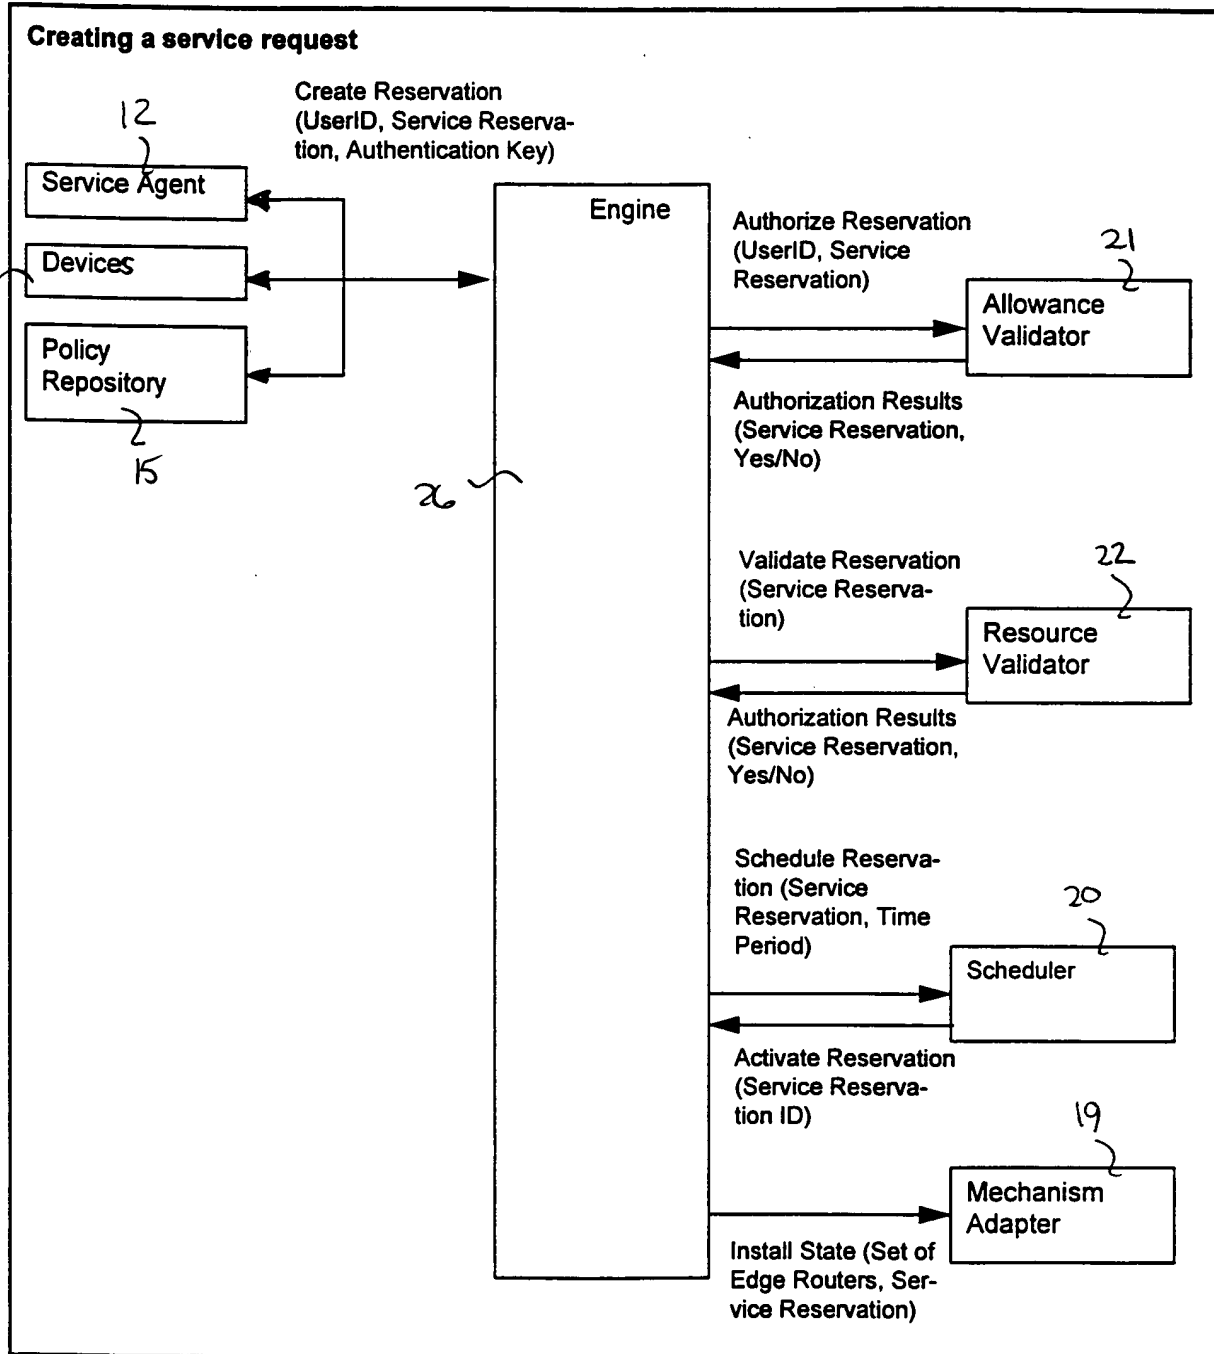 Creating a service request
Create Reservation
(UserID, Service Reserva-
tion, Authentication Key)
12
Service Agent
Devices
Policy
Repository
15
Engine
26
Authorize Reservation
(UserID, Service
Reservation)
21
Allowance
Validator
Authorization Results
(Service Reservation,
Yes/No)
Validate Reservation
(Service Reserva-
tion)
22
Resource
Validator
Authorization Results
(Service Reservation,
Yes/No)
Schedule Reserva-
tion (Service
Reservation, Time
Period)
20
Scheduler
Activate Reservation
(Service Reserva-
tion ID)
19
Mechanism
Adapter
Install State (Set of
Edge Routers, Ser-
vice Reservation)